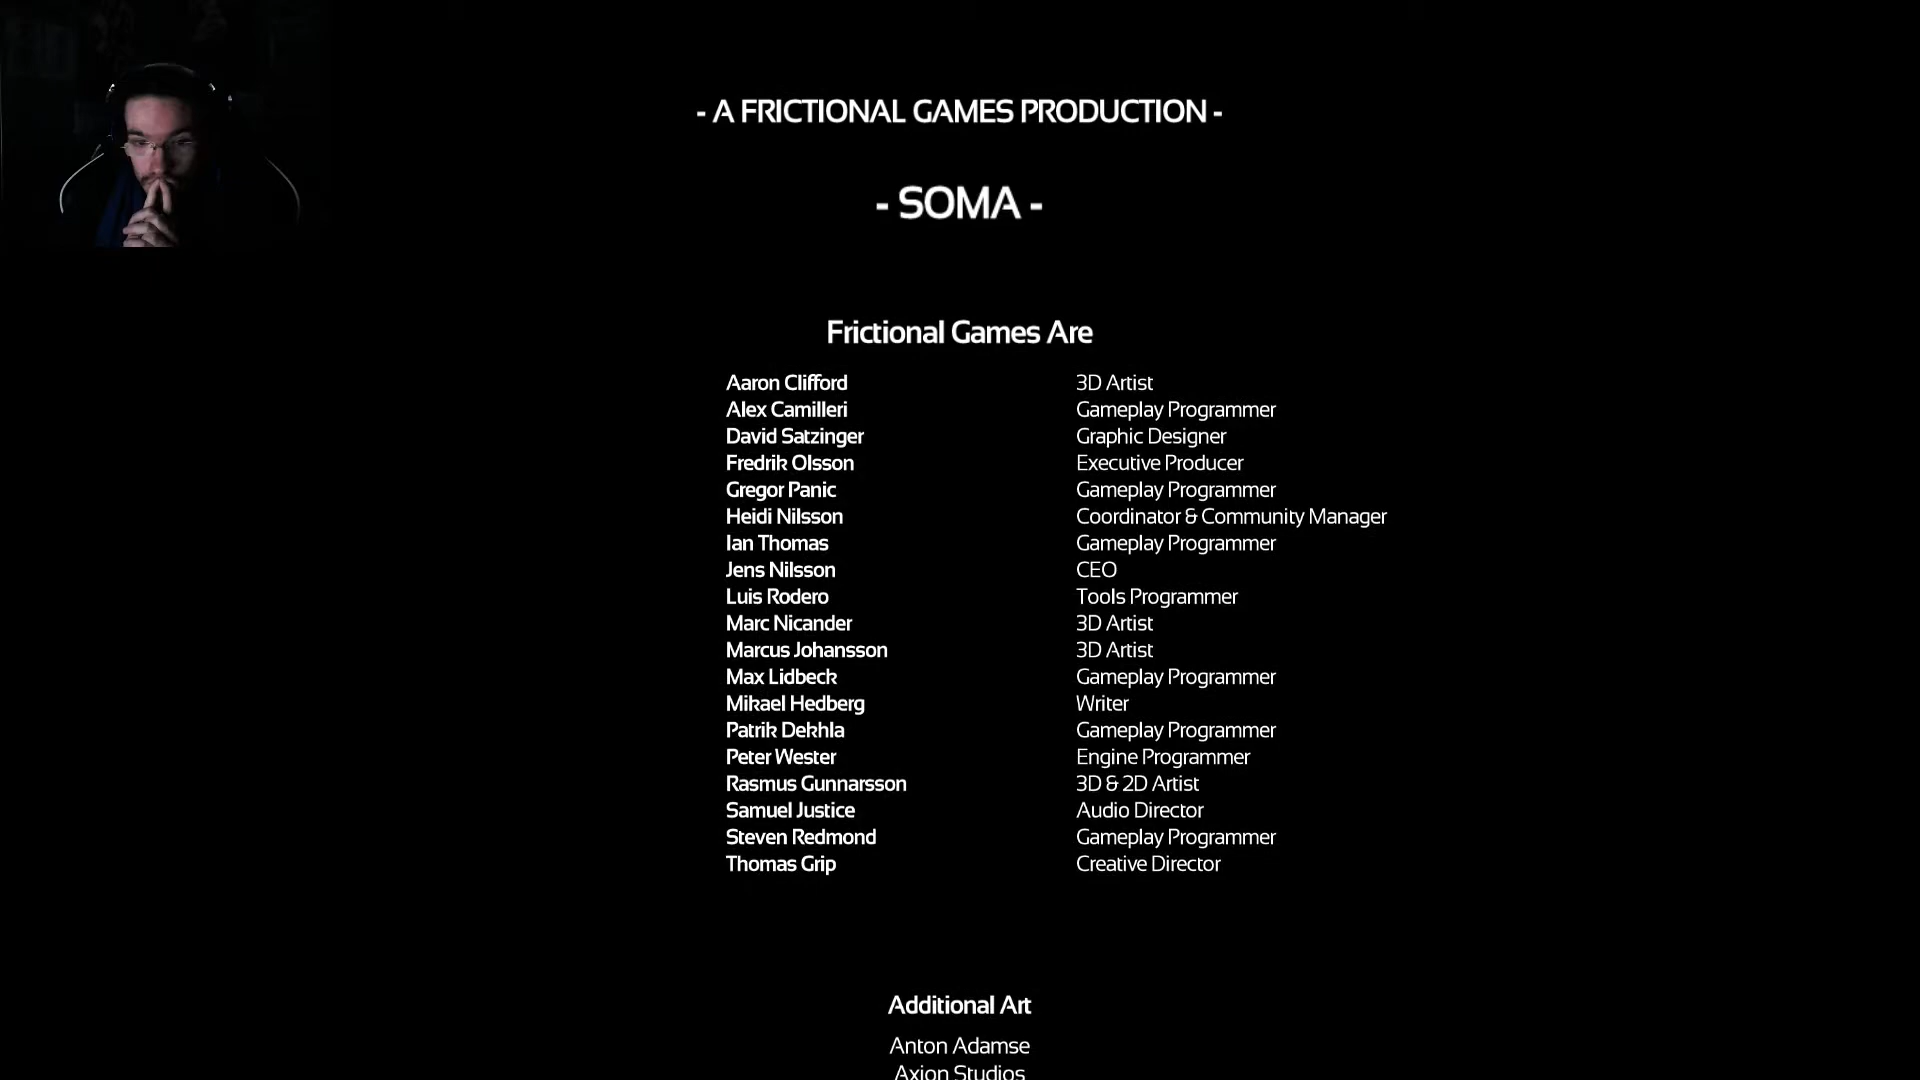 - A FRICTIONAL GAMES PRODUCTION -
- SOMA -
Frictional Games Are
Aaron Clifford 3D Artist
Alex Camilleri Gameplay Programmer
David Satzinger Graphic Designer
Fredrik Olsson Executive Producer
Gregor Panic Gameplay Programmer
Heidi Nilsson Coordinator & Community Manager
Ian Thomas Gameplay Programmer
Jens Nilsson CEO
Luis Rodero Tools Programmer
Marc Nicander 3D Artist
Marcus Johansson 3D Artist
Max Lidbeck Gameplay Programmer
Mikael Hedberg Writer
Patrik Dekhla Gameplay Programmer
Peter Wester Engine Programmer
Rasmus Gunnarsson 3D & 2D Artist
Samuel Justice Audio Director
Steven Redmond Gameplay Programmer
Thomas Grip Creative Director
Additional Art
Anton Adamse
Axion Studios